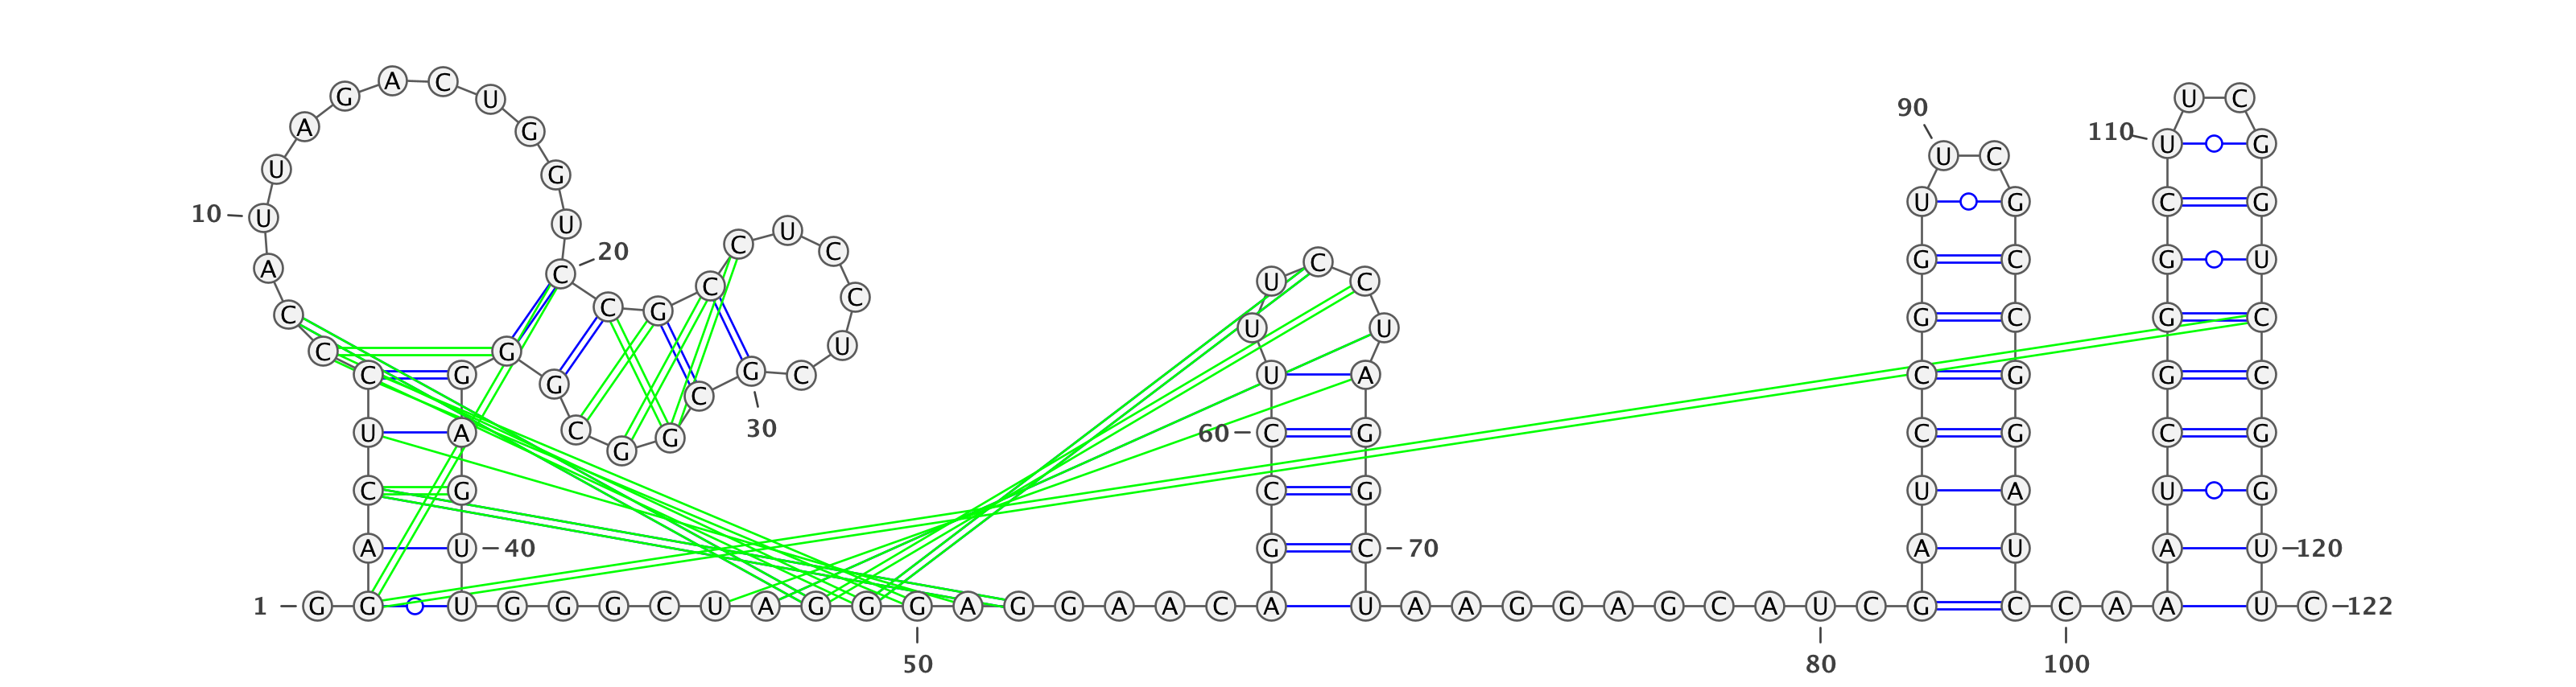 1
G G A C U C C C A U
10
U A G A C U G G U C
20
C G C C U C C U C G
30
C G G C G G G A G U
40
U G G G C U A G G G
50
A G G A A C A G C C
60
U U U C C U A G G C
70
U A A G G A G C A U
80
C G A U C C G G U U
90
C G C C G G A U C C
100
A A A U C G G G C U
110
U C G G U C C G G U
120
U C
122